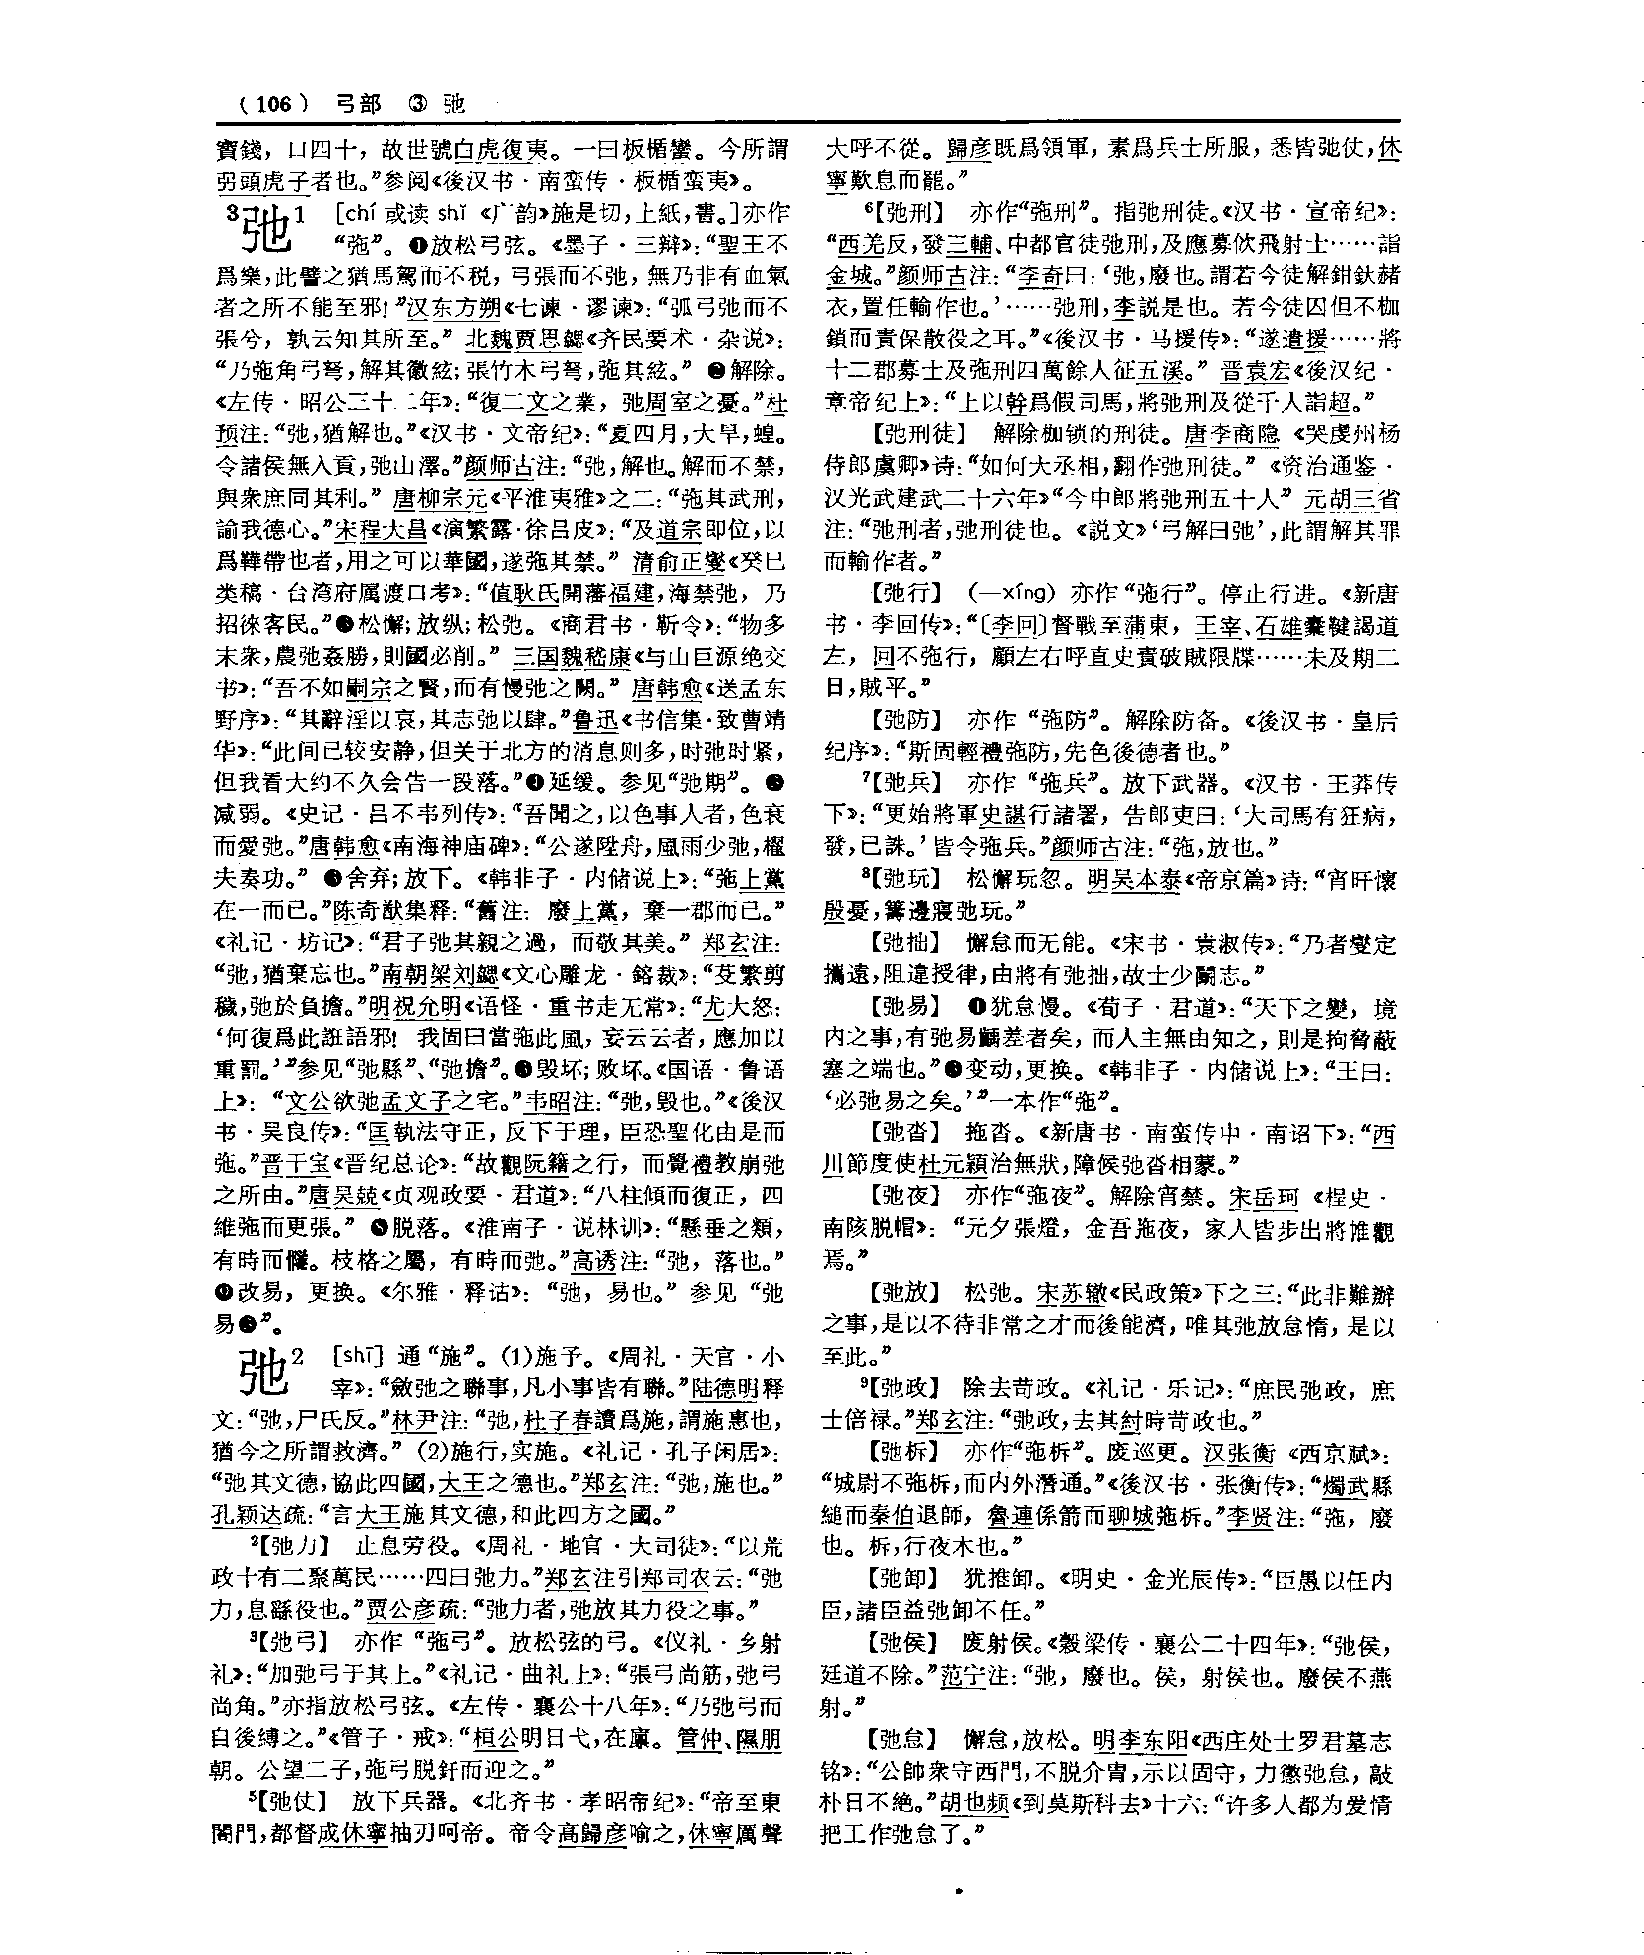 （106） 弓部 ③ 弛
賨錢，口四十，故世號白虎復夷。一曰板楯蠻。今所謂
弜頭虎子者也。”参阅《後汉书·南蛮传·板楯蛮夷》。
3弛1 ［chí 或读 shǐ《广韵》施是切，上紙，書。］亦作
“㢮”。❶放松弓弦。《墨子·三辩》：“聖王不
爲樂，此譬之猶馬駕而不税，弓張而不弛，無乃非有血氣
者之所不能至邪！”汉东方朔《七谏·谬谏》：“弧弓弛而不
張兮，孰云知其所至。”北魏贾思勰《齐民要术·杂说》：
“乃㢮角弓弩，解其徽絃；張竹木弓弩，㢮其絃。”❷解除。
《左传·昭公三十二年》：“復二文之業，弛周室之憂。”杜
预注：“弛，猶解也。”《汉书·文帝纪》：“夏四月，大旱，蝗。
令諸侯無入貢，弛山澤。”颜师古注：“弛，解也。解而不禁，
與衆庶同其利。”唐柳宗元《平淮夷雅》之二：“㢮其武刑，
諭我德心。”宋程大昌《演繁露·徐吕皮》：“及道宗即位，以
爲韡帶也者，用之可以華國，遂㢮其禁。”清俞正燮《癸巳
类稿·台湾府属渡口考》：“值耿氏開藩福建，海禁弛，乃
招徠客民。”❸松懈；放纵；松弛。《商君书·靳令》：“物多
末衆，農弛姦勝，則國必削。”三国魏嵇康《与山巨源绝交
书》：“吾不如嗣宗之賢，而有慢弛之闕。”唐韩愈《送孟东
野序》：“其辭淫以哀，其志弛以肆。”鲁迅《书信集·致曹靖
华》：“此间已较安静，但关于北方的消息则多，时弛时紧，
但我看大约不久会告一段落。”❹延缓。参见“弛期”。❺
减弱。《史记·吕不韦列传》：“吾聞之，以色事人者，色衰
而愛弛。”唐韩愈《南海神庙碑》：“公遂陞舟，風雨少弛，櫂
夫奏功。”❻舍弃；放下。《韩非子·内储说上》：“㢮上黨
在一而已。”陈奇猷集释：“舊注：廢上黨，棄一郡而已。”
《礼记·坊记》：“君子弛其親之過，而敬其美。”郑玄注：
“弛，猶棄忘也。”南朝梁刘勰《文心雕龙·鎔裁》：“芟繁剪
穢，弛於負擔。”明祝允明《语怪·重书走无常》：“尤大怒：
‘何復爲此誑語邪！我固曰當㢮此風，妄云云者，應加以
重罰。’”参见“弛縣”、“弛擔”。❼毁坏；败坏。《国语·鲁语
上》：“文公欲弛孟文子之宅。”韦昭注：“弛，毁也。”《後汉
书·吴良传》：“匡執法守正，反下于理，臣恐聖化由是而
㢮。”晋干宝《晋纪总论》：“故觀阮籍之行，而覺禮教崩弛
之所由。”唐吴兢《贞观政要·君道》：“八柱傾而復正，四
維㢮而更張。”❽脱落。《淮南子·说林训》：“懸垂之類，
有時而隧。枝格之屬，有時而弛。”高诱注：“弛，落也。”
❾改易，更换。《尔雅·释诂》：“弛，易也。”参见“弛
易❷”。
弛2 ［shī］通“施”。(1)施予。《周礼·天官·小
宰》：“斂弛之聯事，凡小事皆有聯。”陆德明释
文：“弛，尸氏反。”林尹注：“弛，杜子春讀爲施，謂施惠也，
猶今之所謂救濟。”(2)施行，实施。《礼记·孔子闲居》：
“弛其文德，協此四國，大王之德也。”郑玄注：“弛，施也。”
孔颖达疏：“言大王施其文德，和此四方之國。”
2【弛力】 止息劳役。《周礼·地官·大司徒》：“以荒
政十有二聚萬民……四曰弛力。”郑玄注引郑司农云：“弛
力，息繇役也。”贾公彦疏：“弛力者，弛放其力役之事。”
3【弛弓】 亦作“㢮弓”。放松弦的弓。《仪礼·乡射
礼》：“加弛弓于其上。”《礼记·曲礼上》：“張弓尚筋，弛弓
尚角。”亦指放松弓弦。《左传·襄公十八年》：“乃弛弓而
自後縛之。”《管子·戒》：“桓公明日弋，在廩。管仲、隰朋
朝。公望二子，㢮弓脱釬而迎之。”
5【弛仗】 放下兵器。《北齐书·孝昭帝纪》：“帝至東
閤門，都督成休寧抽刃呵帝。帝令高歸彦喻之，休寧厲聲
大呼不從。歸彦既爲領軍，素爲兵士所服，悉皆弛仗，休
寧歎息而罷。”
6【弛刑】 亦作“㢮刑”。指弛刑徒。《汉书·宣帝纪》：
“西羌反，發三輔、中都官徒弛刑，及應募佽飛射士……詣
金城。”颜师古注：“李奇曰：‘弛，廢也。謂若今徒解鉗釱赭
衣，置任輸作也。’……弛刑，李説是也。若今徒囚但不枷
鎖而責保散役之耳。”《後汉书·马援传》：“遂遣援……將
十二郡募士及㢮刑四萬餘人征五溪。”晋袁宏《後汉纪·
章帝纪上》：“上以幹爲假司馬，將弛刑及從千人詣超。”
【弛刑徒】 解除枷锁的刑徒。唐李商隐《哭虔州杨
侍郎虞卿》诗：“如何大丞相，翻作弛刑徒。”《资治通鉴·
汉光武建武二十六年》“今中郎將弛刑五十人”元胡三省
注：“弛刑者，弛刑徒也。《説文》‘弓解曰弛’，此謂解其罪
而輸作者。”
【弛行】 （—xíng）亦作“㢮行”。停止行进。《新唐
书·李回传》：“〔李回〕督戰至蒲東，王宰、石雄櫜鞬謁道
左，回不㢮行，顧左右呼直史責破賊限牒……未及期二
日，賊平。”
【弛防】 亦作“㢮防”。解除防备。《後汉书·皇后
纪序》：“斯固輕禮㢮防，先色後德者也。”
7【弛兵】 亦作“㢮兵”。放下武器。《汉书·王莽传
下》：“更始將軍史諶行諸署，告郎吏曰：‘大司馬有狂病，
發，已誅。’皆令㢮兵。”颜师古注：“㢮，放也。”
8【弛玩】 松懈玩忽。明吴本泰《帝京篇》诗：“宵旰懷
殷憂，籌邊寢弛玩。”
【弛拙】 懈怠而无能。《宋书·袁淑传》：“乃者燮定
攜遠，阻違授律，由將有弛拙，故士少鬬志。”
【弛易】 ❶犹怠慢。《荀子·君道》：“天下之變，境
内之事，有弛易齵差者矣，而人主無由知之，則是拘脅蔽
塞之端也。”❷变动，更换。《韩非子·内储说上》：“王曰：
‘必弛易之矣。’”一本作“㢮”。
【弛沓】 拖沓。《新唐书·南蛮传中·南诏下》：“西
川節度使杜元穎治無狀，障候弛沓相蒙。”
【弛夜】 亦作“㢮夜”。解除宵禁。宋岳珂《桯史·
南陔脱帽》：“元夕張燈，金吾㢮夜，家人皆步出將帷觀
焉。”
【弛放】 松弛。宋苏辙《民政策》下之三：“此非難辦
之事，是以不待非常之才而後能濟，唯其弛放怠惰，是以
至此。”
9【弛政】 除去苛政。《礼记·乐记》：“庶民弛政，庶
士倍禄。”郑玄注：“弛政，去其紂時苛政也。”
【弛柝】 亦作“㢮柝”。废巡更。汉张衡《西京赋》：
“城尉不㢮柝，而内外潛通。”《後汉书·张衡传》：“燭武縣
縋而秦伯退師，魯連係箭而聊城㢮柝。”李贤注：“㢮，廢
也。柝，行夜木也。”
【弛卸】 犹推卸。《明史·金光辰传》：“臣愚以任内
臣，諸臣益弛卸不任。”
【弛侯】 废射侯。《榖梁传·襄公二十四年》：“弛侯，
廷道不除。”范宁注：“弛，廢也。侯，射侯也。廢侯不燕
射。”
【弛怠】 懈怠，放松。明李东阳《西庄处士罗君墓志
铭》：“公帥衆守西門，不脱介胄，示以固守，力懲弛怠，敲
朴日不絶。”胡也频《到莫斯科去》十六：“许多人都为爱情
把工作弛怠了。”